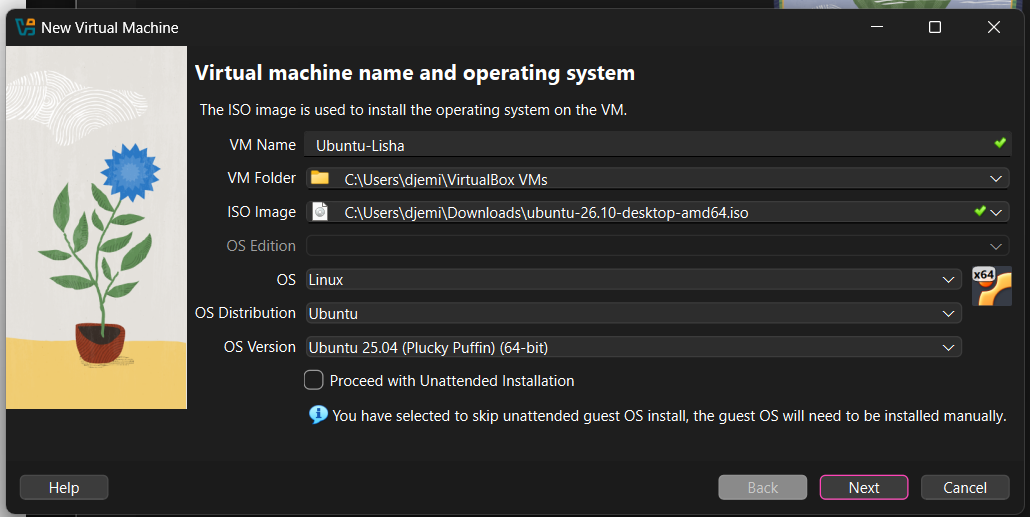 New Virtual Machine
Virtual machine name and operating system
The ISO image is used to install the operating system on the VM.
VM Name Ubuntu-Lisha
VM Folder C:\Users\djemi\VirtualBox VMs
ISO Image C:\Users\djemi\Downloads\ubuntu-26.10-desktop-amd64.iso
OS Edition
OS Linux
x64
OS Distribution Ubuntu
OS Version Ubuntu 25.04 (Plucky Puffin) (64-bit)
Proceed with Unattended Installation
You have selected to skip unattended guest OS install, the guest OS will need to be installed manually.
Help Back Next Cancel